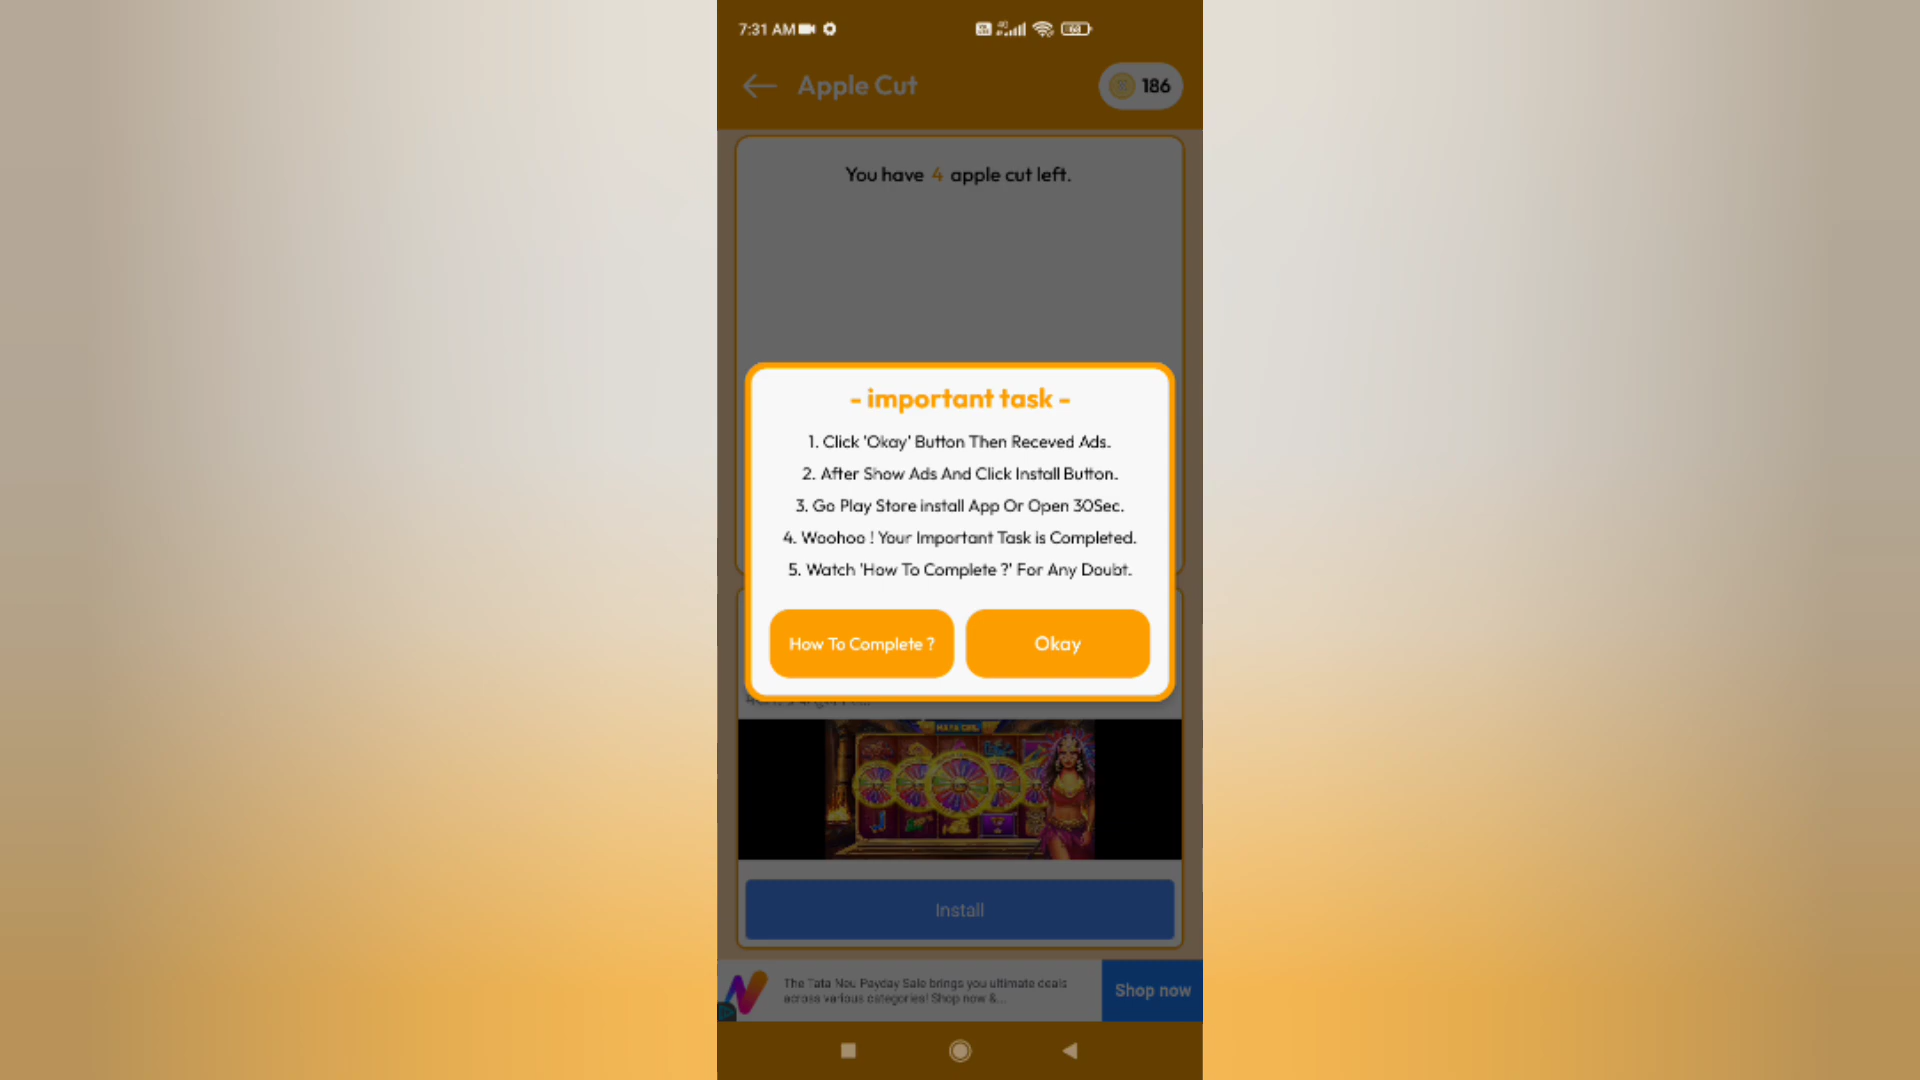 7:31 AM
Apple Cut
186
You have 4 apple cut left.
- important task -
1. Click 'Okay' Button Then Receved Ads.
2. After Show Ads And Click Install Button.
3. Go Play Store install App Or Open 30Sec.
4. Woohoo ! Your Important Task is Completed.
5. Watch 'How To Complete ?' For Any Doubt.
How To Complete ?
Okay
Install
The Tata Neu Payday Sale brings you ultimate deals
across various categories! Shop now &...
Shop now